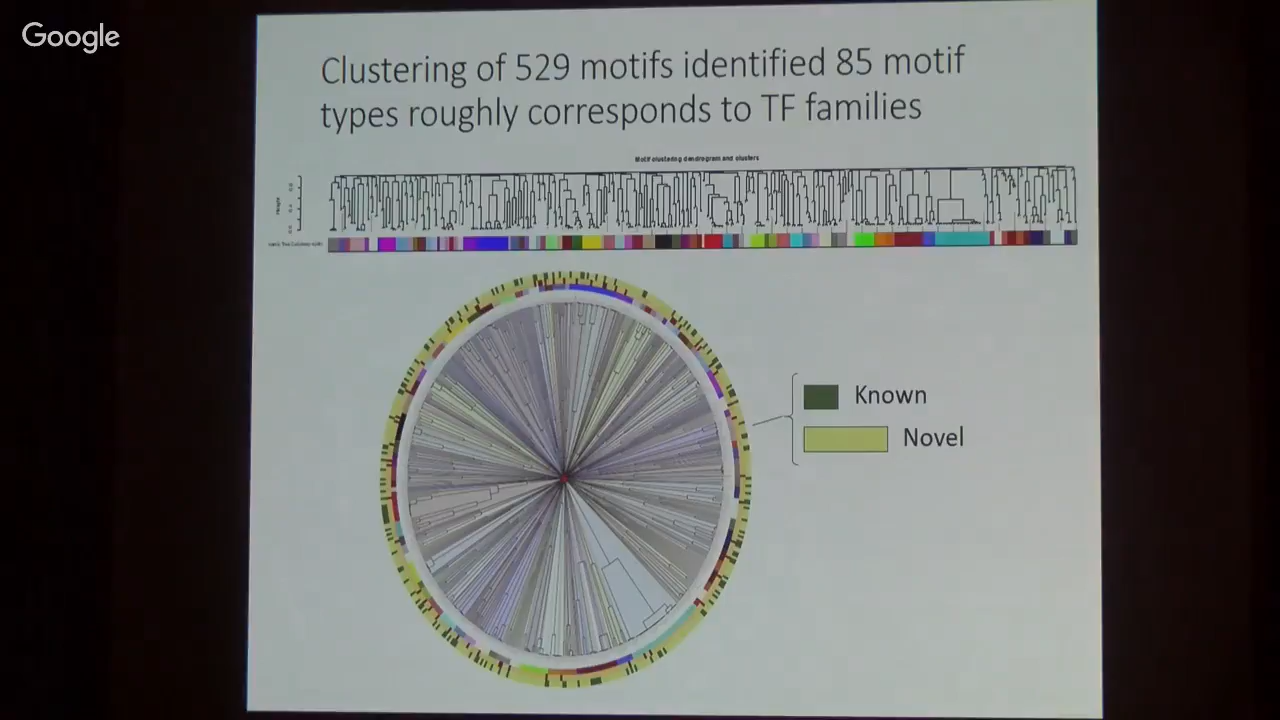 Google
Clustering of 529 motifs identified 85 motif
types roughly corresponds to TF families
Motif clustering dendrogram and clusters
Height
Known
Novel